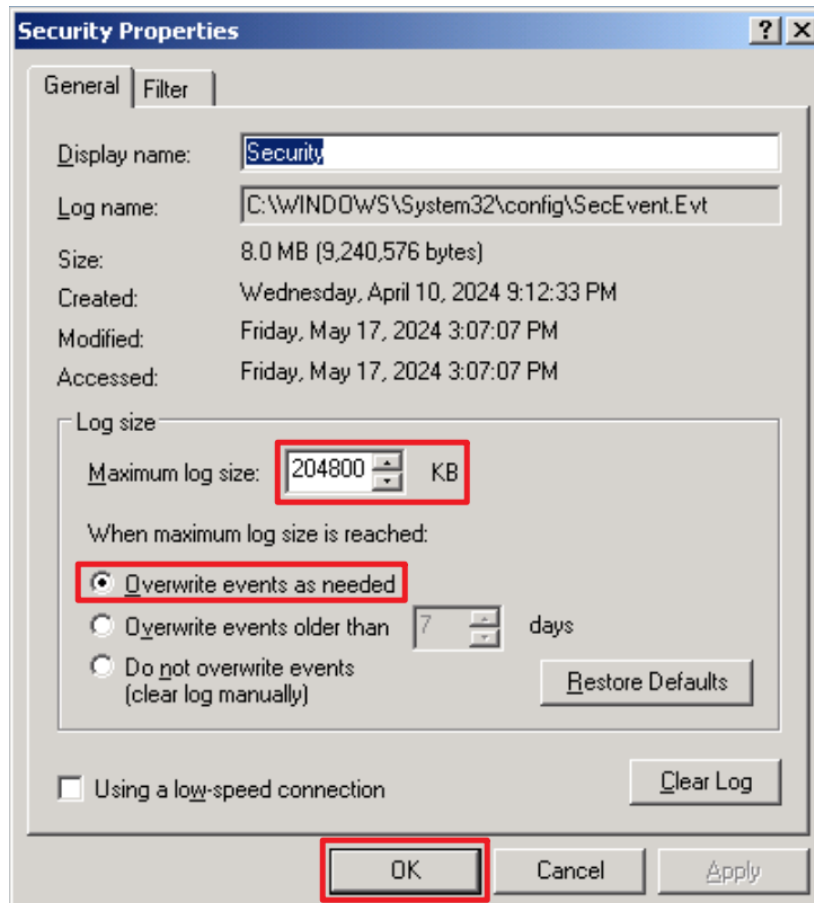 Security Properties
General Filter
Display name: Security
Log name: C:\WINDOWS\System32\config\SecEvent.Evt
Size: 8.0 MB (9,240,576 bytes)
Created: Wednesday, April 10, 2024 9:12:33 PM
Modified: Friday, May 17, 2024 3:07:07 PM
Accessed: Friday, May 17, 2024 3:07:07 PM
Log size
Maximum log size: 204800 KB
When maximum log size is reached:
Overwrite events as needed
Overwrite events older than 7 days
Do not overwrite events
(clear log manually)
Restore Defaults
Using a low-speed connection
Clear Log
OK Cancel Apply